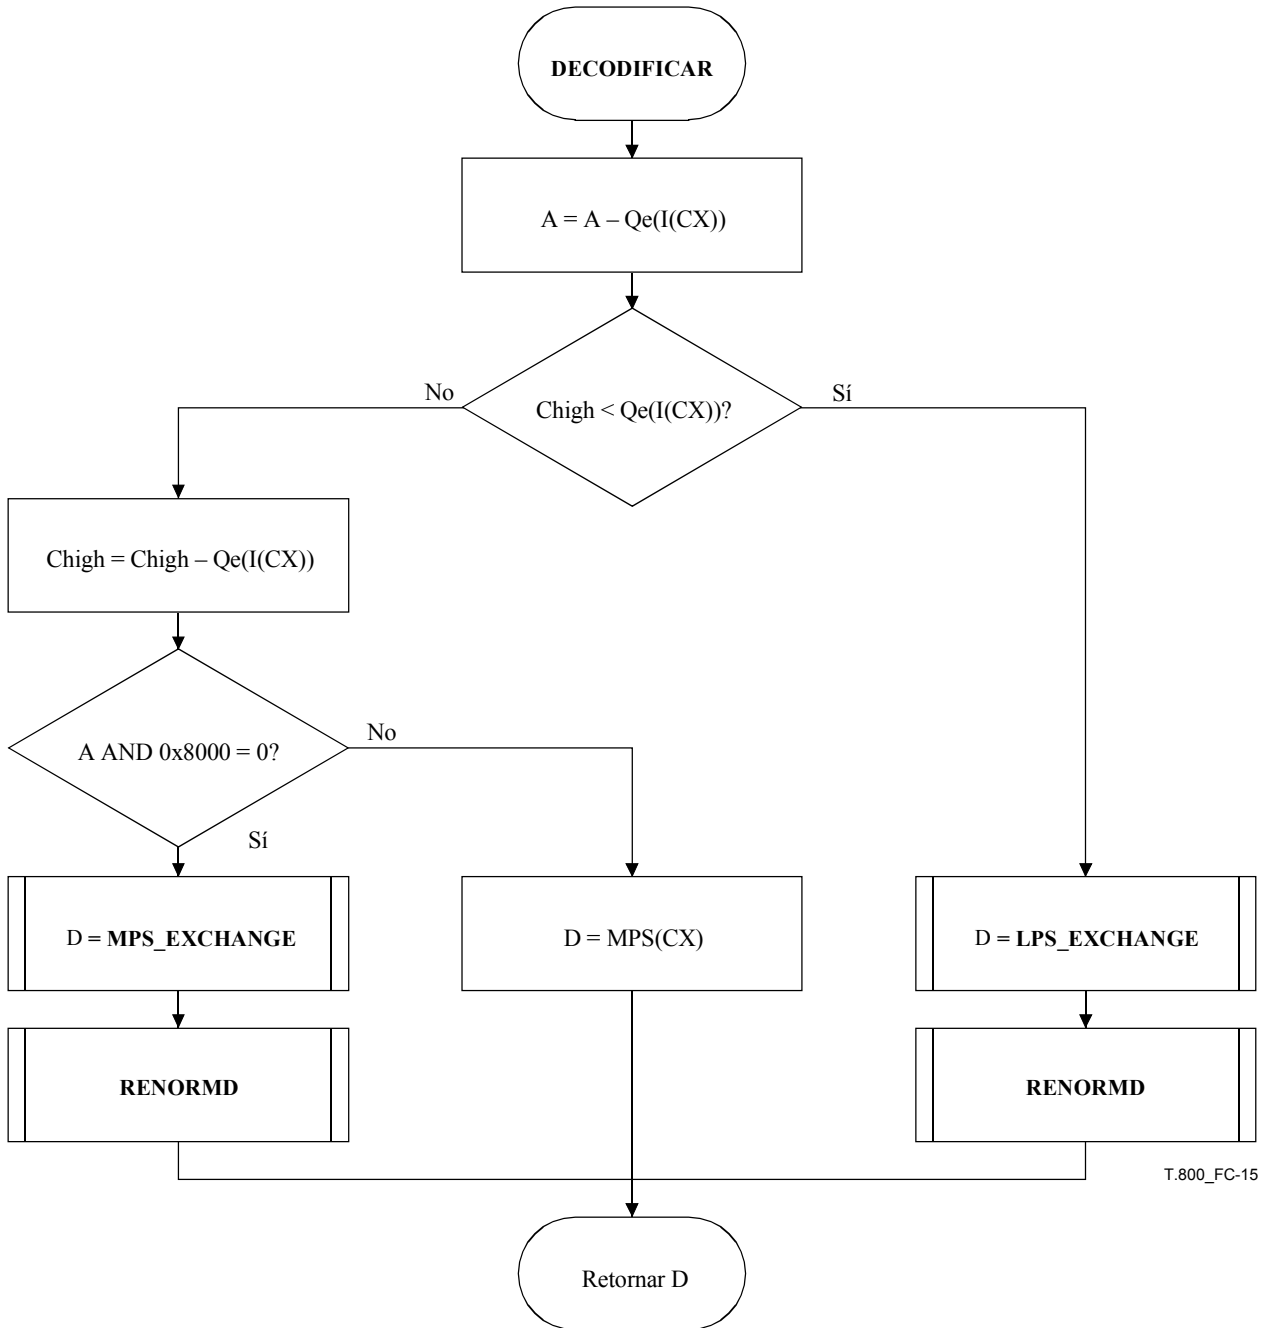 DECODIFICAR
A = A – Qe(I(CX))
Chigh < Qe(I(CX))?
No
Sí
Chigh = Chigh – Qe(I(CX))
A AND 0x8000 = 0?
No
Sí
D = MPS_EXCHANGE
D = MPS(CX)
D = LPS_EXCHANGE
RENORMD
RENORMD
T.800_FC-15
Retornar D